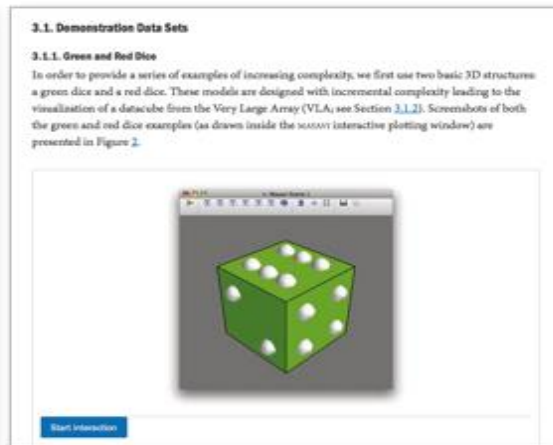 3.1. Demonstration Data Sets
3.1.1. Green and Red Dice
In order to provide a series of examples of increasing complexity, we first use two basic 3D structures:
a green dice and a red dice. These models are designed with incremental complexity leading to the
visualization of a datacube from the Very Large Array (VLA; see Section 3.1.2). Screenshots of both
the green and red dice examples (as drawn inside the MAYAVI interactive plotting window) are
presented in Figure 2.
Start interaction